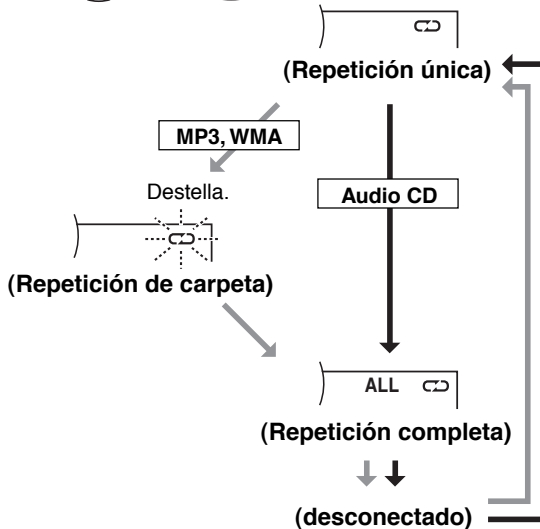 (Repetición única)
MP3, WMA
Destella.
Audio CD
(Repetición de carpeta)
ALL
(Repetición completa)
(desconectado)